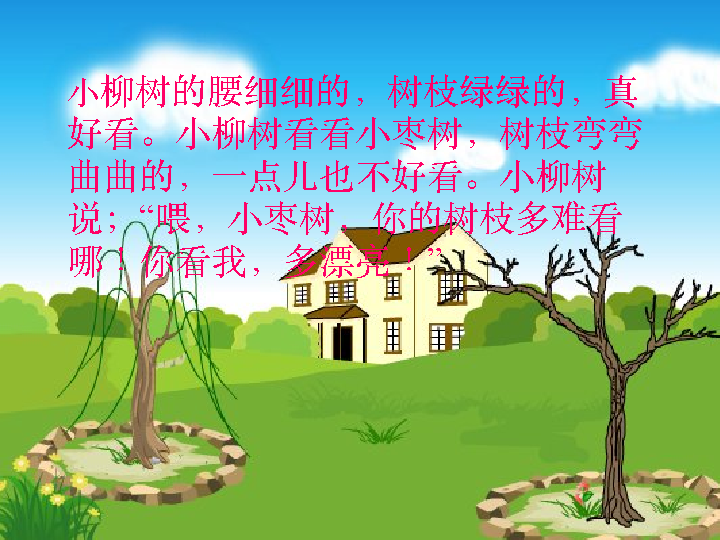 小柳树的腰细细的，树枝绿绿的，真
好看。小柳树看看小枣树，树枝弯弯
曲曲的，一点儿也不好看。小柳树
说；“喂，小枣树，你的树枝多难看
哪！你看我，多漂亮！”